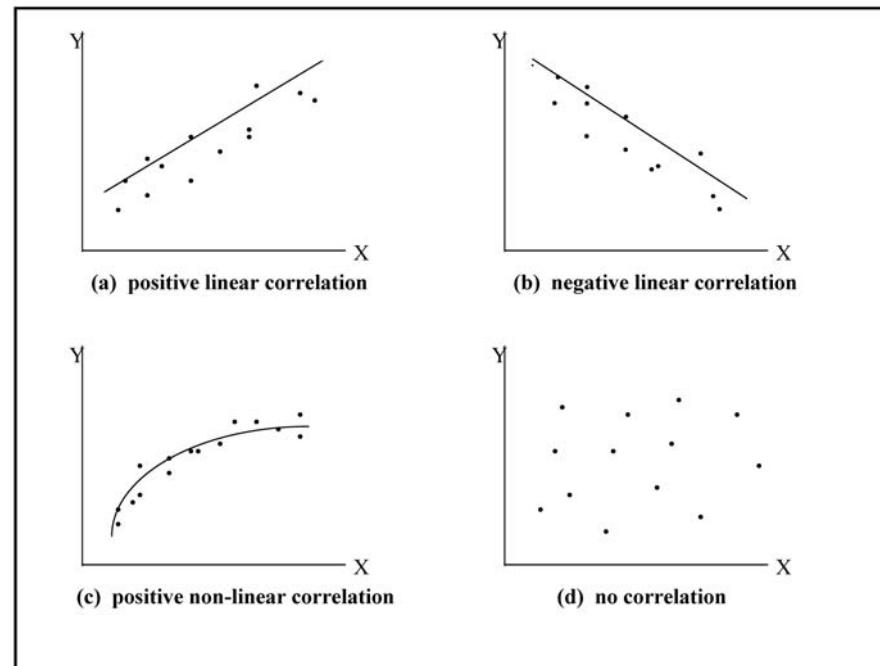 Y
X
(a) positive linear correlation
Y
X
(b) negative linear correlation
Y
X
(c) positive non-linear correlation
Y
X
(d) no correlation